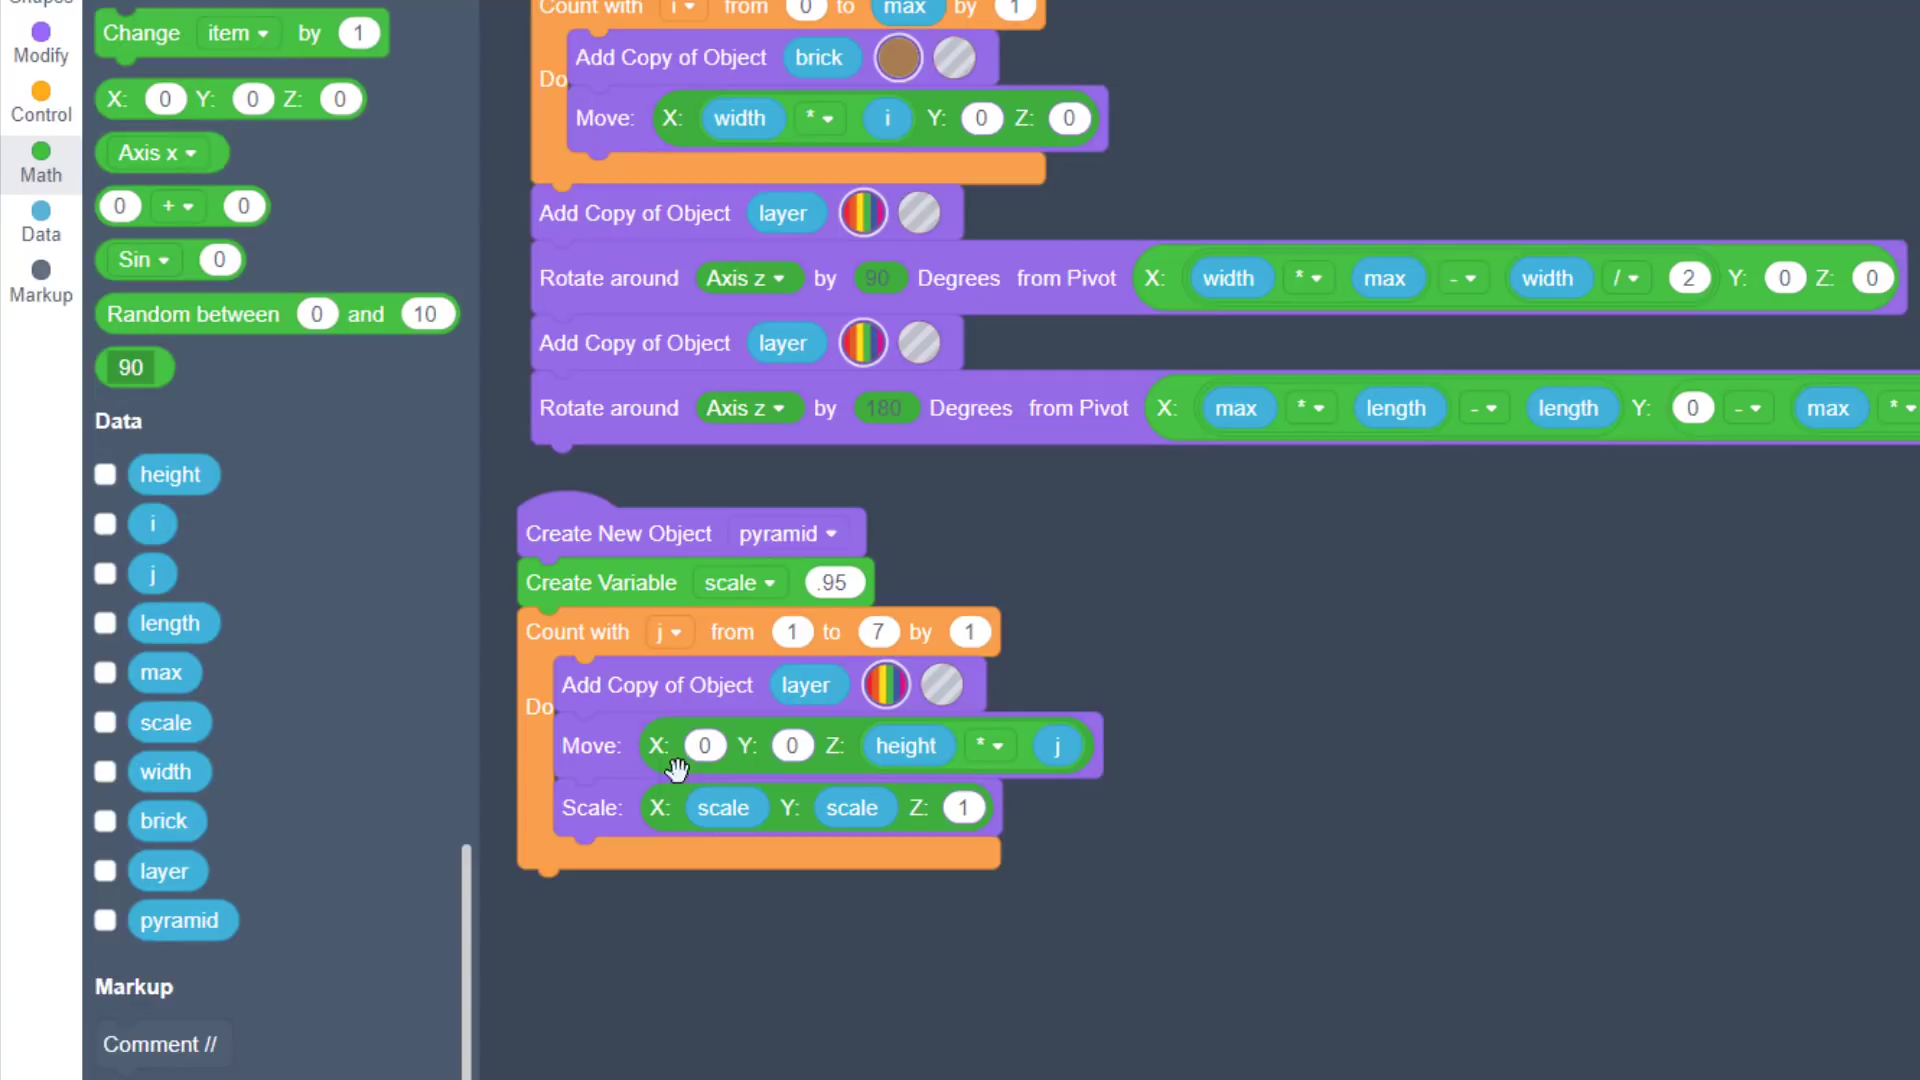 Modify
Control
Math
Data
Markup
Change item by 1
X: 0 Y: 0 Z: 0
Axis x
0 + 0
Sin 0
Random between 0 and 10
90
Data
height
i
j
length
max
scale
width
brick
layer
pyramid
Markup
Comment //
Count with i from 0 to max by 1
Do
Add Copy of Object brick
Move: X: width * i Y: 0 Z: 0
Add Copy of Object layer
Rotate around Axis z by 90 Degrees from Pivot X: width * max - width / 2 Y: 0 Z: 0
Add Copy of Object layer
Rotate around Axis z by 180 Degrees from Pivot X: max * length - length Y: 0 - max *
Create New Object pyramid
Create Variable scale .95
Count with j from 1 to 7 by 1
Do
Add Copy of Object layer
Move: X: 0 Y: 0 Z: height * j
Scale: X: scale Y: scale Z: 1